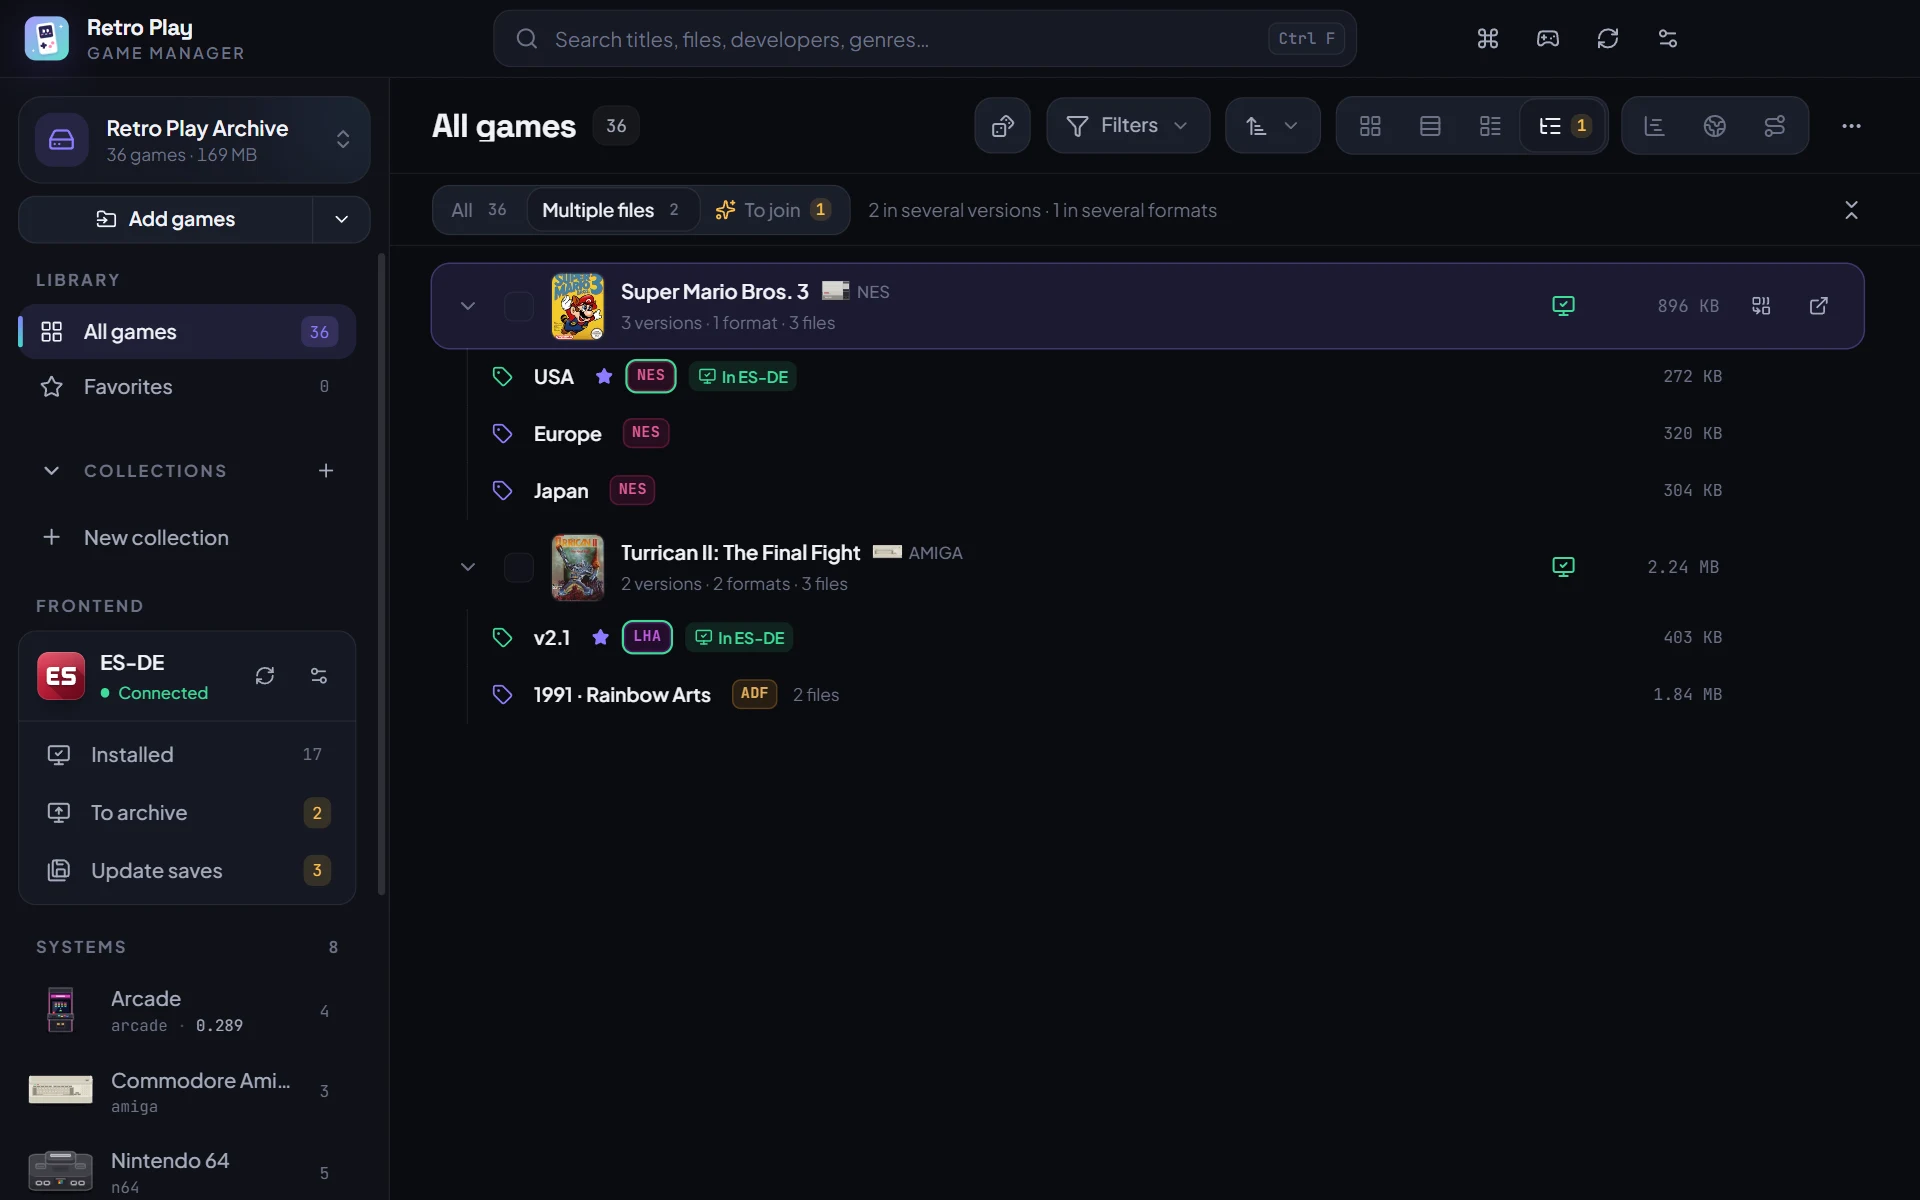 Retro Play
GAME MANAGER
Search titles, files, developers, genres...
Ctrl F
Retro Play Archive
36 games · 169 MB
Add games
LIBRARY
All games 36
Favorites 0
COLLECTIONS
New collection
FRONTEND
ES
ES-DE
Connected
Installed 17
To archive 2
Update saves 3
SYSTEMS 8
Arcade
arcade · 0.289
4
Commodore Ami...
amiga
3
Nintendo 64
n64
5
All games 36
Filters
1
All 36
Multiple files 2
To join 1
2 in several versions · 1 in several formats
SUPER
MARIO BROS.
3
Super Mario Bros. 3 NES
3 versions · 1 format · 3 files
896 KB
USA NES In ES-DE 272 KB
Europe NES 320 KB
Japan NES 304 KB
TURRICAN II
Turrican II: The Final Fight AMIGA
2 versions · 2 formats · 3 files
2.24 MB
v2.1 LHA In ES-DE 403 KB
1991 · Rainbow Arts ADF 2 files 1.84 MB